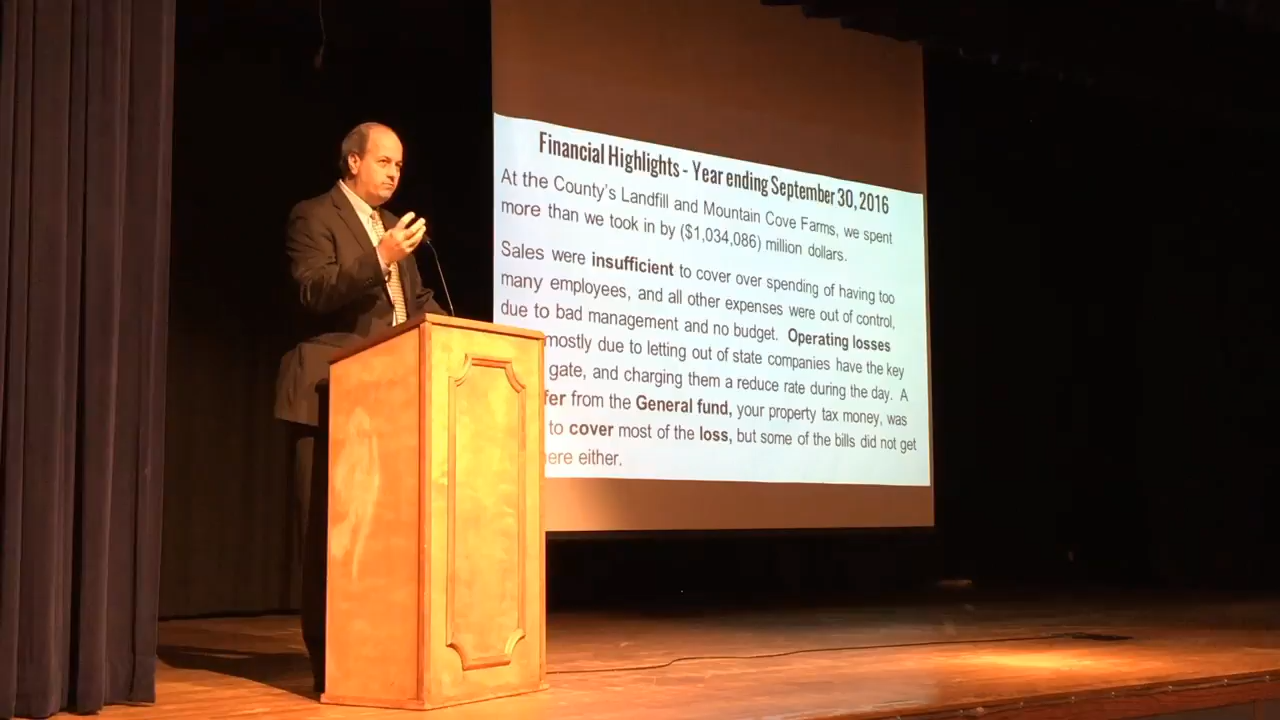 Financial Highlights - Year ending September 30, 2016
At the County's Landfill and Mountain Cove Farms, we spent
more than we took in by ($1,034,086) million dollars.
Sales were insufficient to cover over spending of having too
many employees, and all other expenses were out of control,
due to bad management and no budget. Operating losses
mostly due to letting out of state companies have the key
gate, and charging them a reduce rate during the day. A
fer from the General fund, your property tax money, was
to cover most of the loss, but some of the bills did not get
ere either.